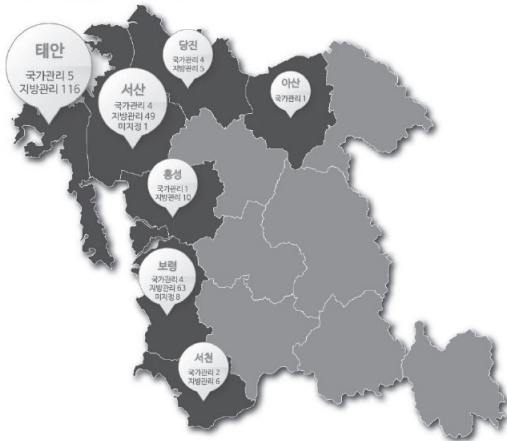 태안
국가관리 5
지방관리 116
서산
국가관리 4
지방관리 49
미지정 1
당진
국가관리 4
지방관리 5
아산
국가관리 1
홍성
국가관리 1
지방관리 10
보령
국가관리 4
지방관리 63
미지정 8
서천
국가관리 2
지방관리 6